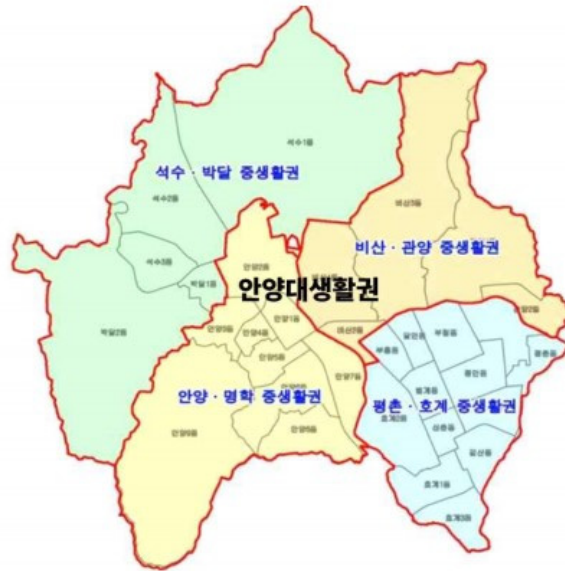 석수1동
석수 · 박달 중생활권
석수2동
비산3동
석수3동
비산 · 관양 중생활권
안양2동
박달1동
안양대생활권
안양1동
비산2동
박달2동
안양3동
안양4동
부흥동
달안동
부림동
안양5동
안양7동
평안동
비계동
안양 · 명학 중생활권
평촌 · 호계 중생활권
호계2동
신촌동
안양9동
안양8동
갈산동
호계1동
호계3동